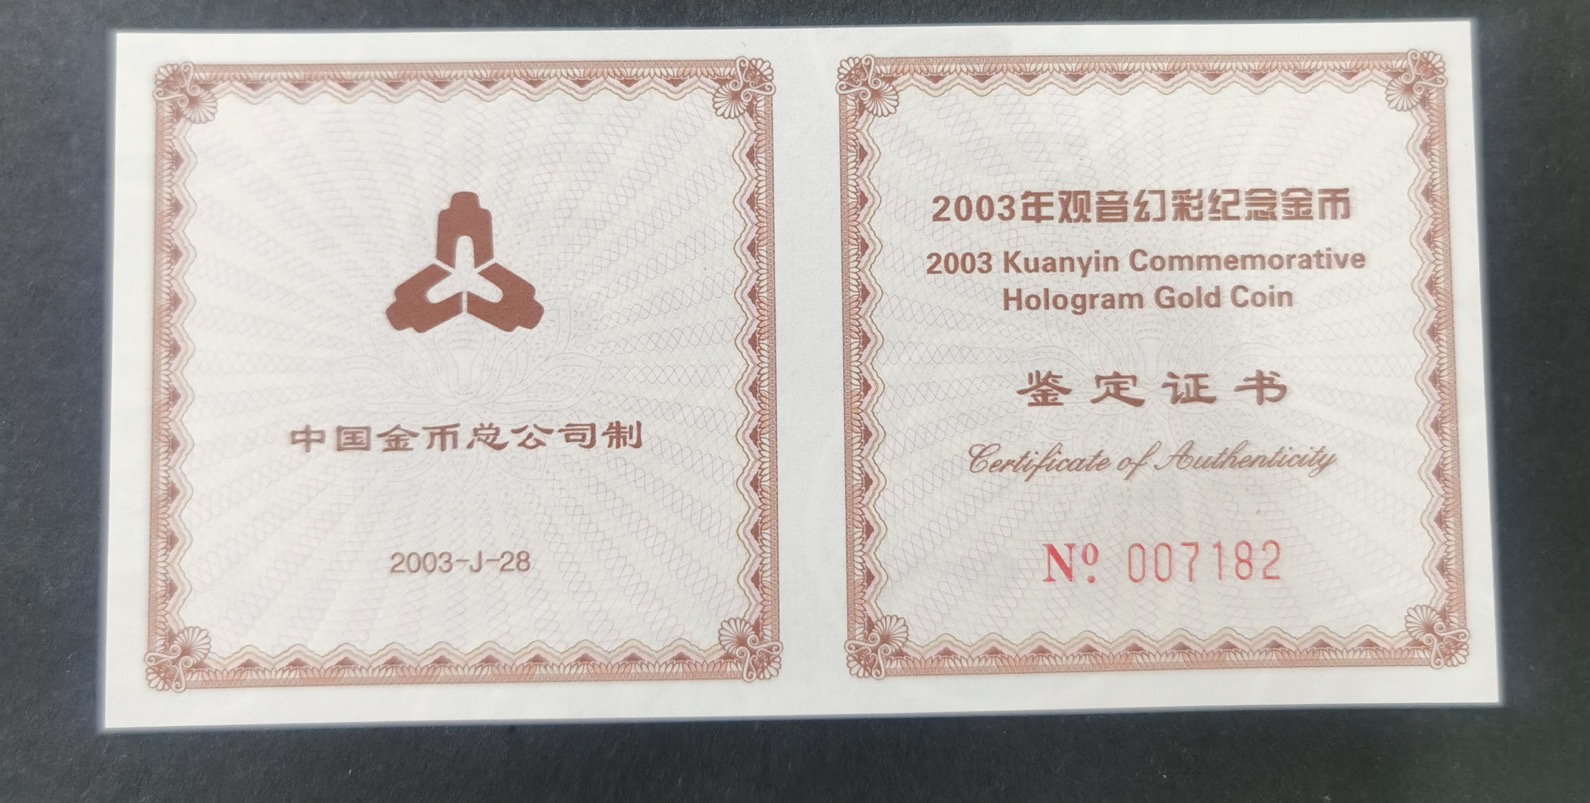 中国金币总公司制
2003-J-28
2003年观音幻彩纪念金币
2003 Kuanyin Commemorative
Hologram Gold Coin
鉴定证书
Certificate of Authenticity
Nº 007182